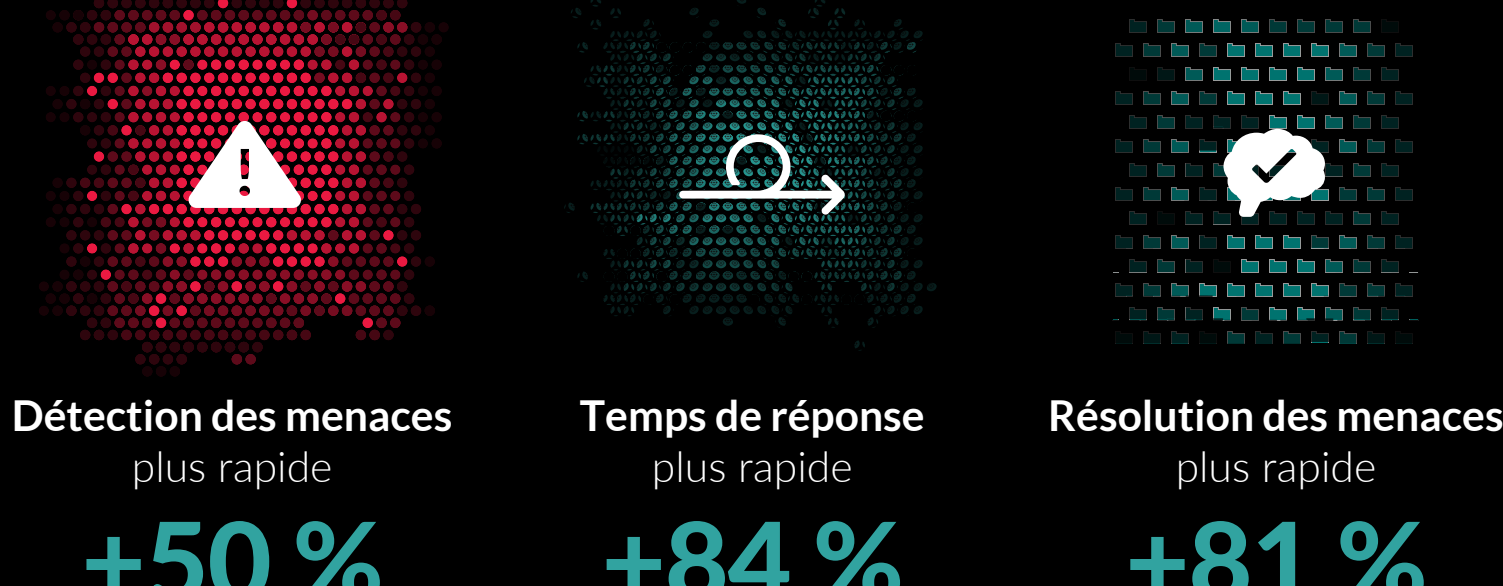 Détection des menaces
plus rapide
+50 %
Temps de réponse
plus rapide
+84 %
Résolution des menaces
plus rapide
+81 %